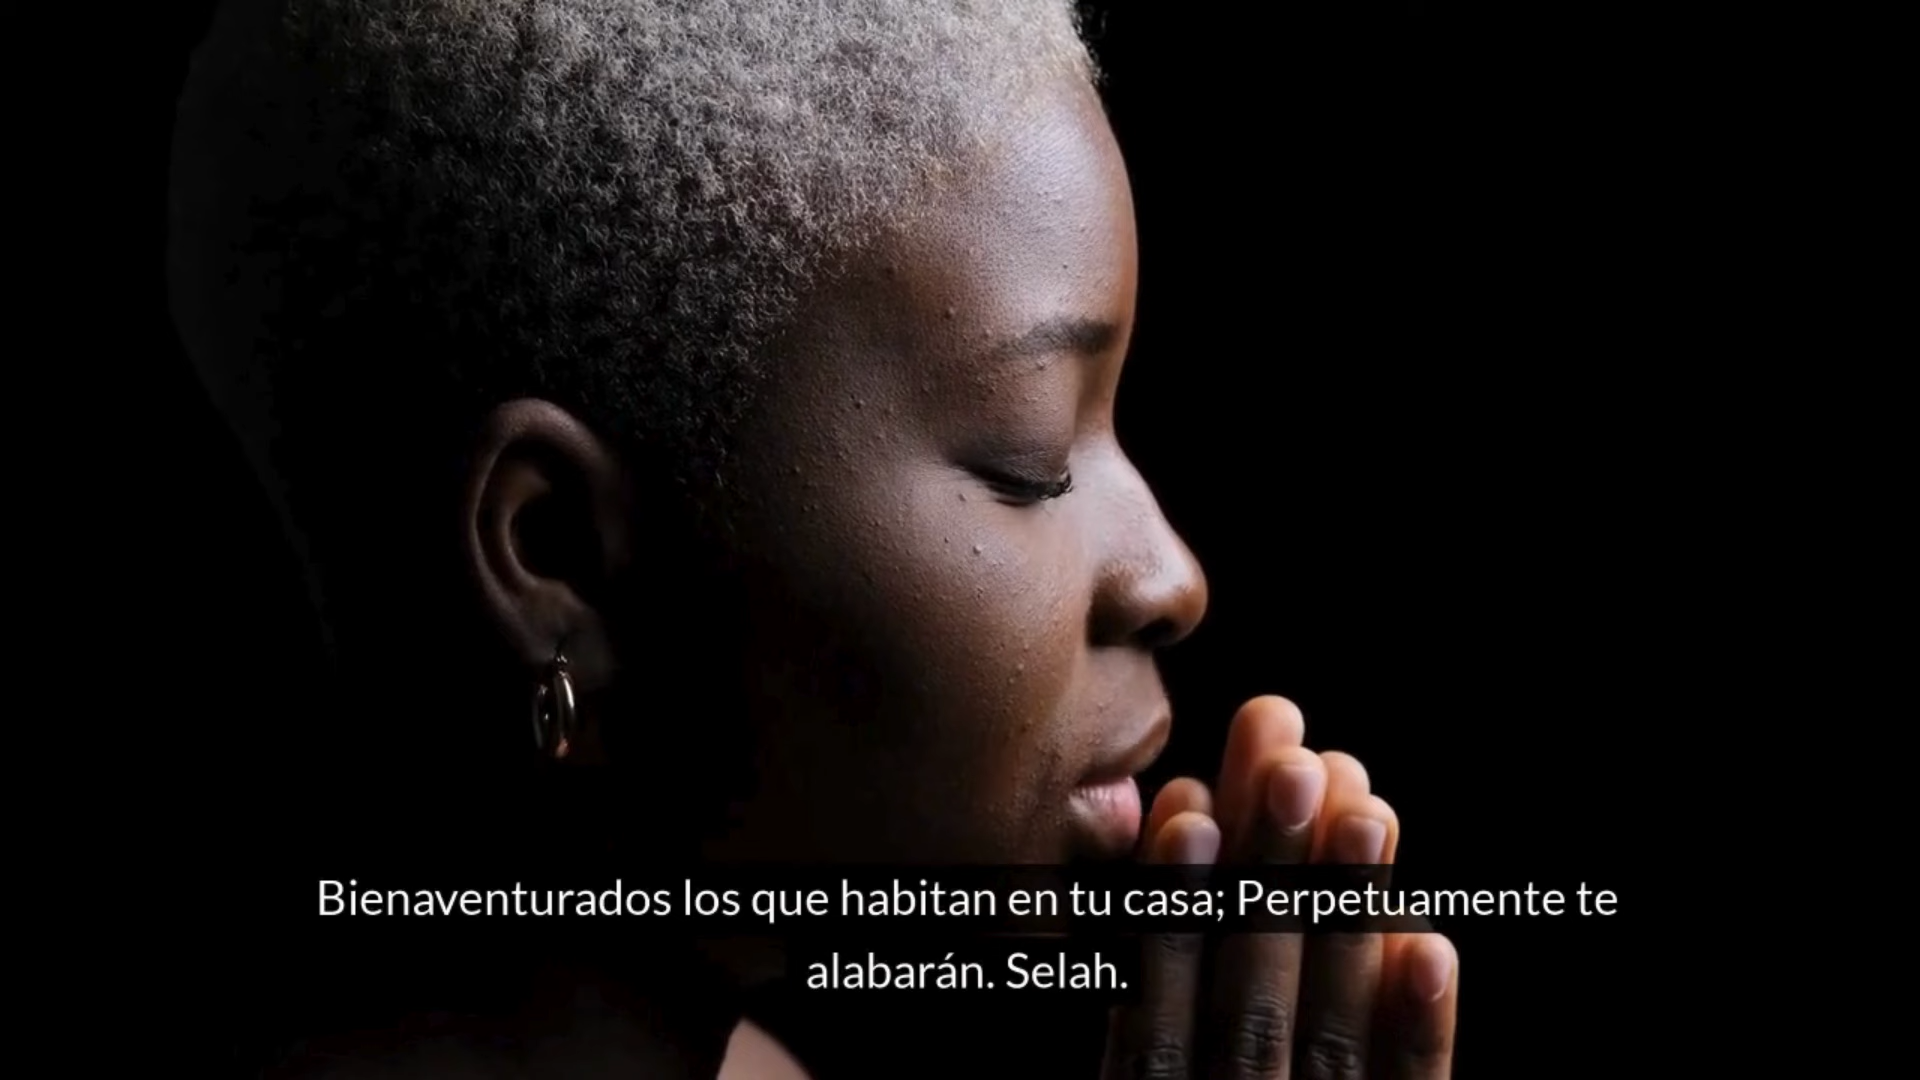 Bienaventurados los que habitan en tu casa; Perpetuamente te
alabarán. Selah.